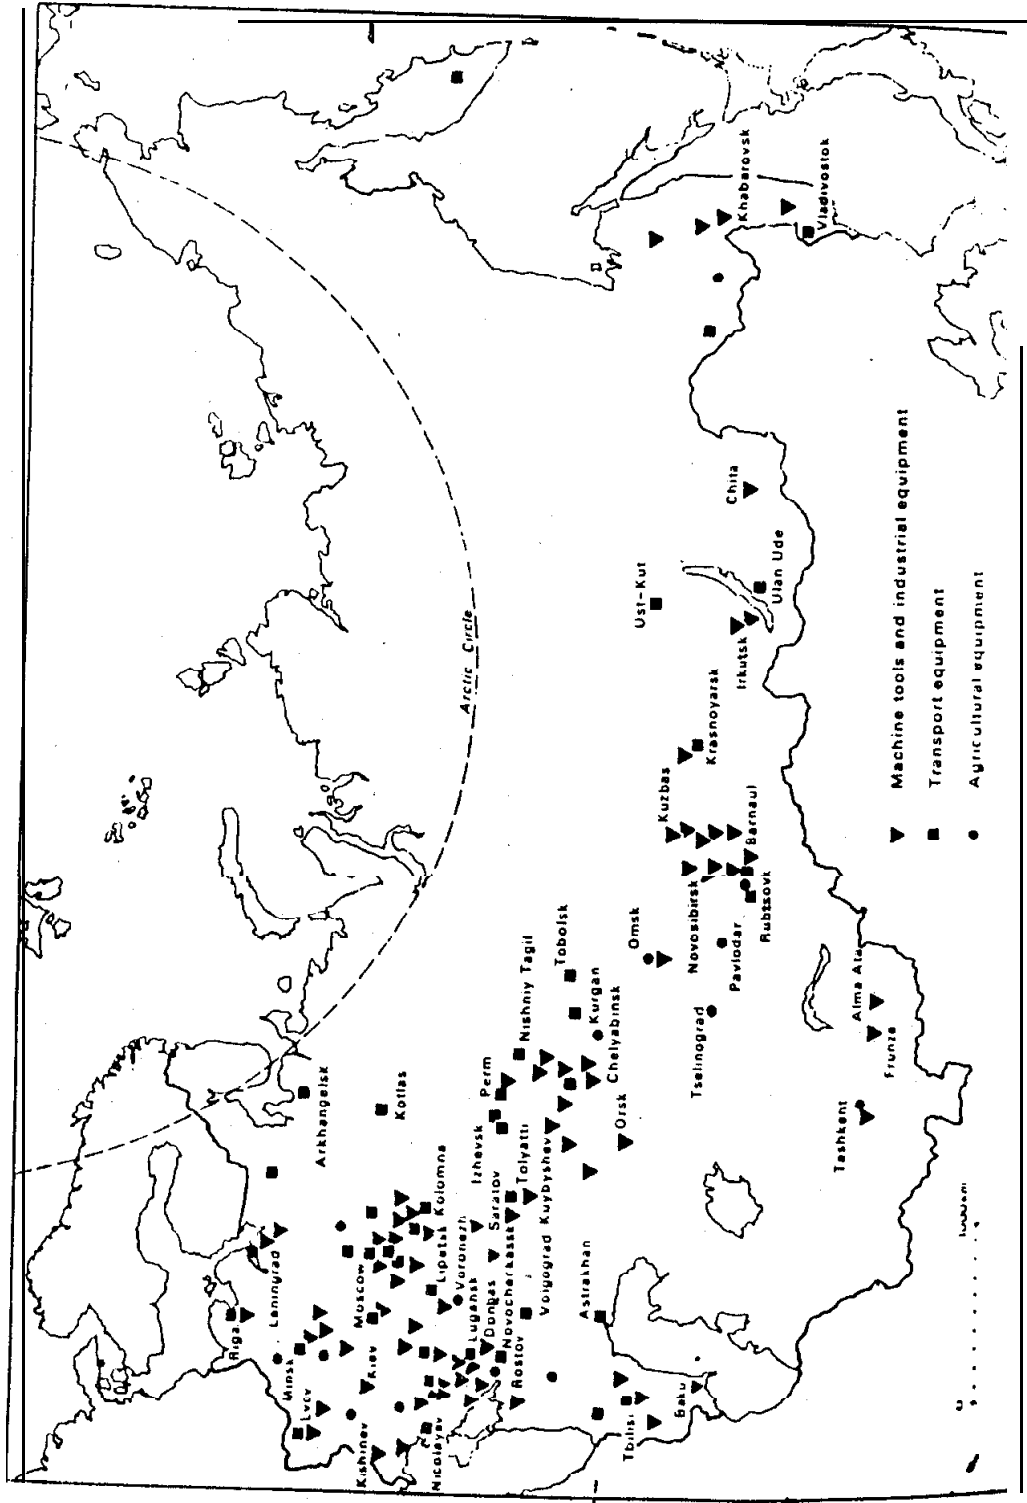 Arctic Circle
Khabarovsk
Vladivostok
Chita
Ust-Kut
Ulan Ude
Irkutsk
Krasnoyarsk
Kuzbas
Barnaul
Novosibirsk
Rubtsovk
Pavlodar
Omsk
Tselinograd
Alma Ata
Frunze
Tashkent
Tobolsk
Kurgan
Nishniy Tagil
Chelyabinsk
Perm
Orsk
Izhevsk
Tolyatti
Kuybyshev
Arkhangelsk
Kotlas
Kolomna
Saratov
Lipetsk
Voronezh
Moscow
Leningrad
Riga
Minsk
Lvov
Kiev
Kishinev
Nicolayev
Lugansk
Donbas
Novocherkassk
Rostov
Volgograd
Astrakhan
Tbilisi
Baku
Machine tools and industrial equipment
Transport equipment
Agricultural equipment
0